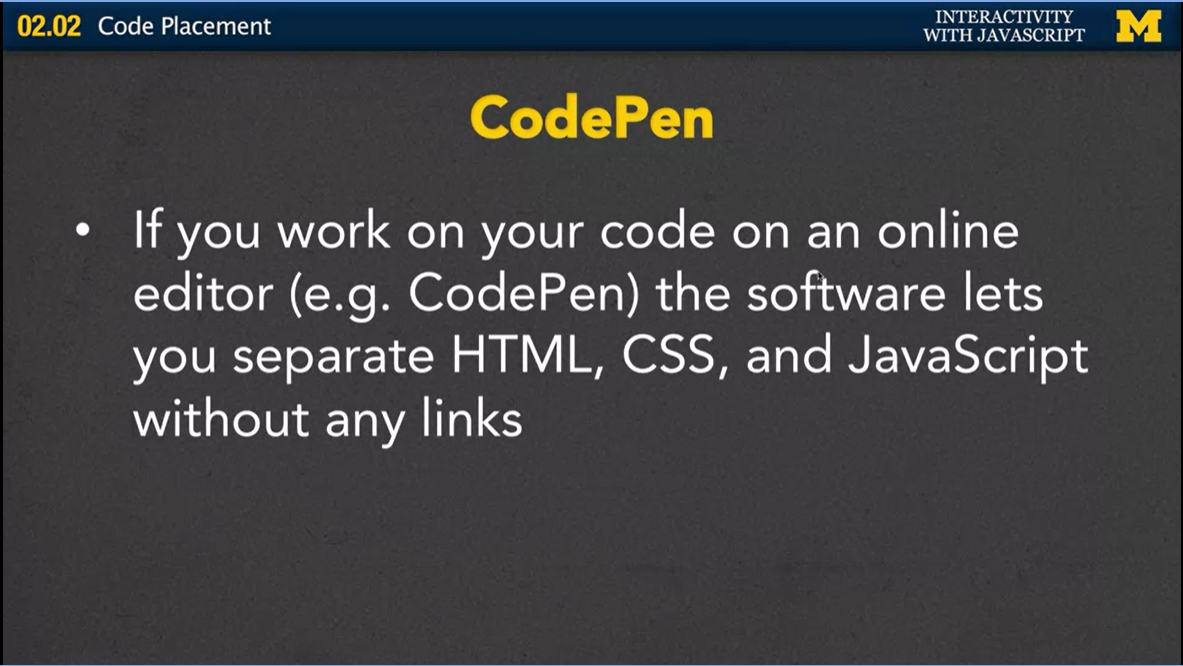 02.02 Code Placement
INTERACTIVITY
WITH JAVASCRIPT
M
CodePen
• If you work on your code on an online
editor (e.g. CodePen) the software lets
you separate HTML, CSS, and JavaScript
without any links